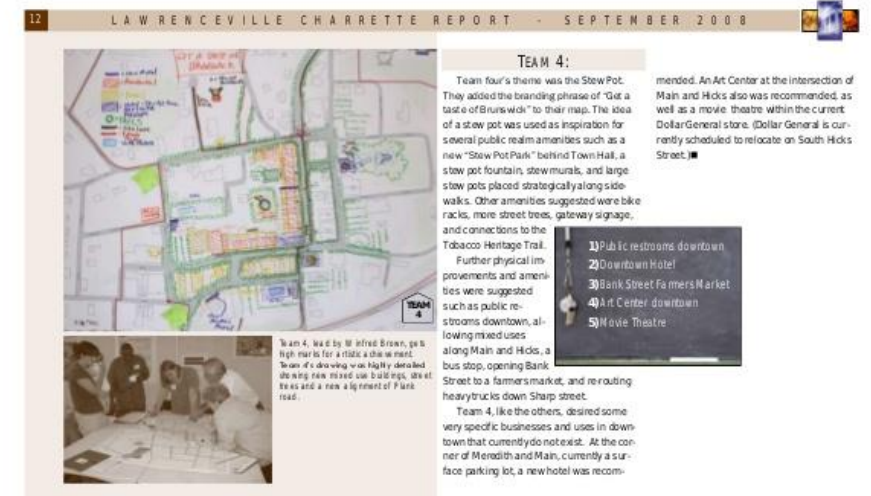 12
LAWRENCEVILLE CHARRETTE REPORT - SEPTEMBER 2008
GET A TASTE OF
BRUNSWICK
TEAM
4
Team 4, lead by Winifred Brown, gets
high marks for artistic achievement.
Team 4's drawing was highly detailed
showing new mixed use buildings, street
trees and a new alignment of Plank
road.
TEAM 4:
Team four's theme was the Stew Pot.
They added the branding phrase of "Get a
taste of Brunswick" to their map. The idea
of a stew pot was used as inspiration for
several public realm amenities such as a
new "Stew Pot Park" behind Town Hall, a
stew pot fountain, stew murals, and large
stew pots placed strategically along side-
walks. Other amenities suggested were bike
racks, more street trees, gateway signage,
and connections to the
Tobacco Heritage Trail.
Further physical im-
provements and ameni-
ties were suggested
such as public re-
strooms downtown, al-
lowing mixed uses
along Main and Hicks, a
bus stop, opening Bank
Street to a farmers market, and re-routing
heavy trucks down Sharp street.
Team 4, like the others, desired some
very specific businesses and uses in down-
town that currently do not exist. At the cor-
ner of Meredith and Main, currently a sur-
face parking lot, a new hotel was recom-
mended. An Art Center at the intersection of
Main and Hicks also was recommended, as
well as a movie theatre within the current
Dollar General store. (Dollar General is cur-
rently scheduled to relocate on South Hicks
Street.)■
1)Public restrooms downtown
2)Downtown Hotel
3)Bank Street Farmers Market
4)Art Center downtown
5)Movie Theatre